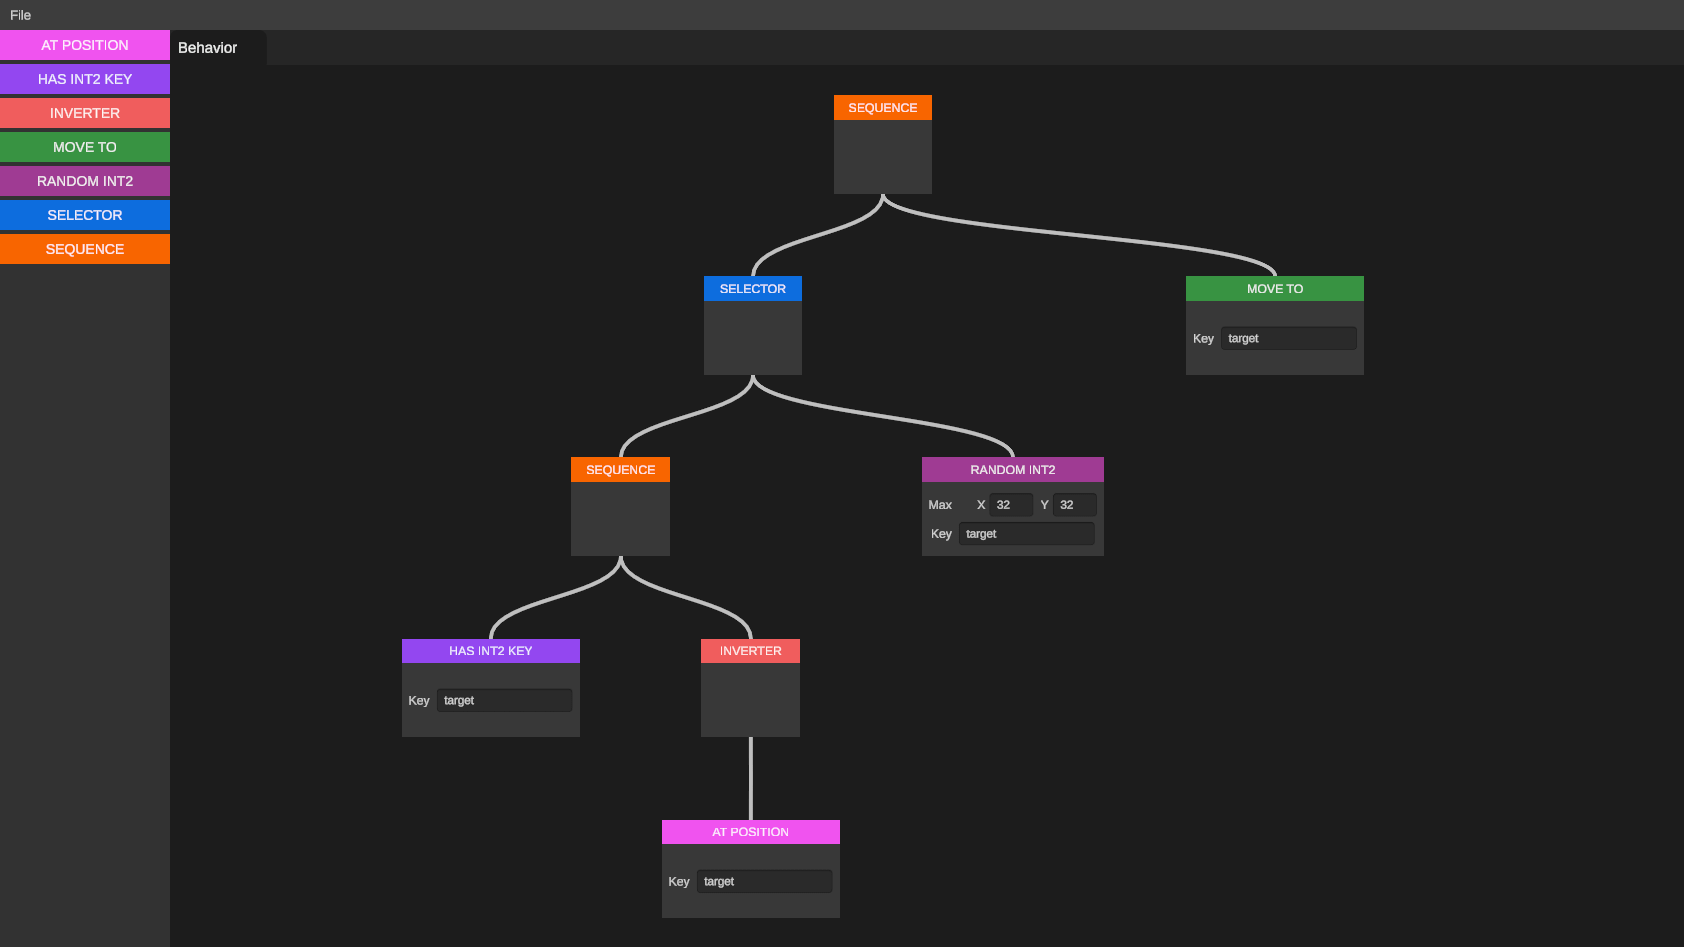 File
AT POSITION
HAS INT2 KEY
INVERTER
MOVE TO
RANDOM INT2
SELECTOR
SEQUENCE
Behavior
SEQUENCE
SELECTOR
MOVE TO
Key target
SEQUENCE
RANDOM INT2
Max X 32 Y 32
Key target
HAS INT2 KEY
Key target
INVERTER
AT POSITION
Key target